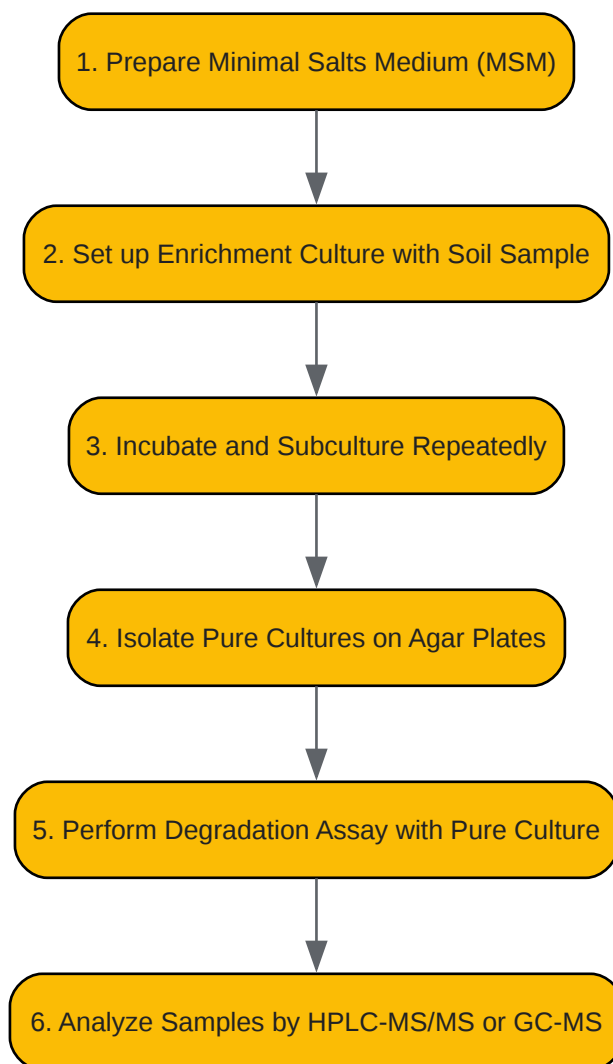 1. Prepare Minimal Salts Medium (MSM)
2. Set up Enrichment Culture with Soil Sample
3. Incubate and Subculture Repeatedly
4. Isolate Pure Cultures on Agar Plates
5. Perform Degradation Assay with Pure Culture
6. Analyze Samples by HPLC-MS/MS or GC-MS